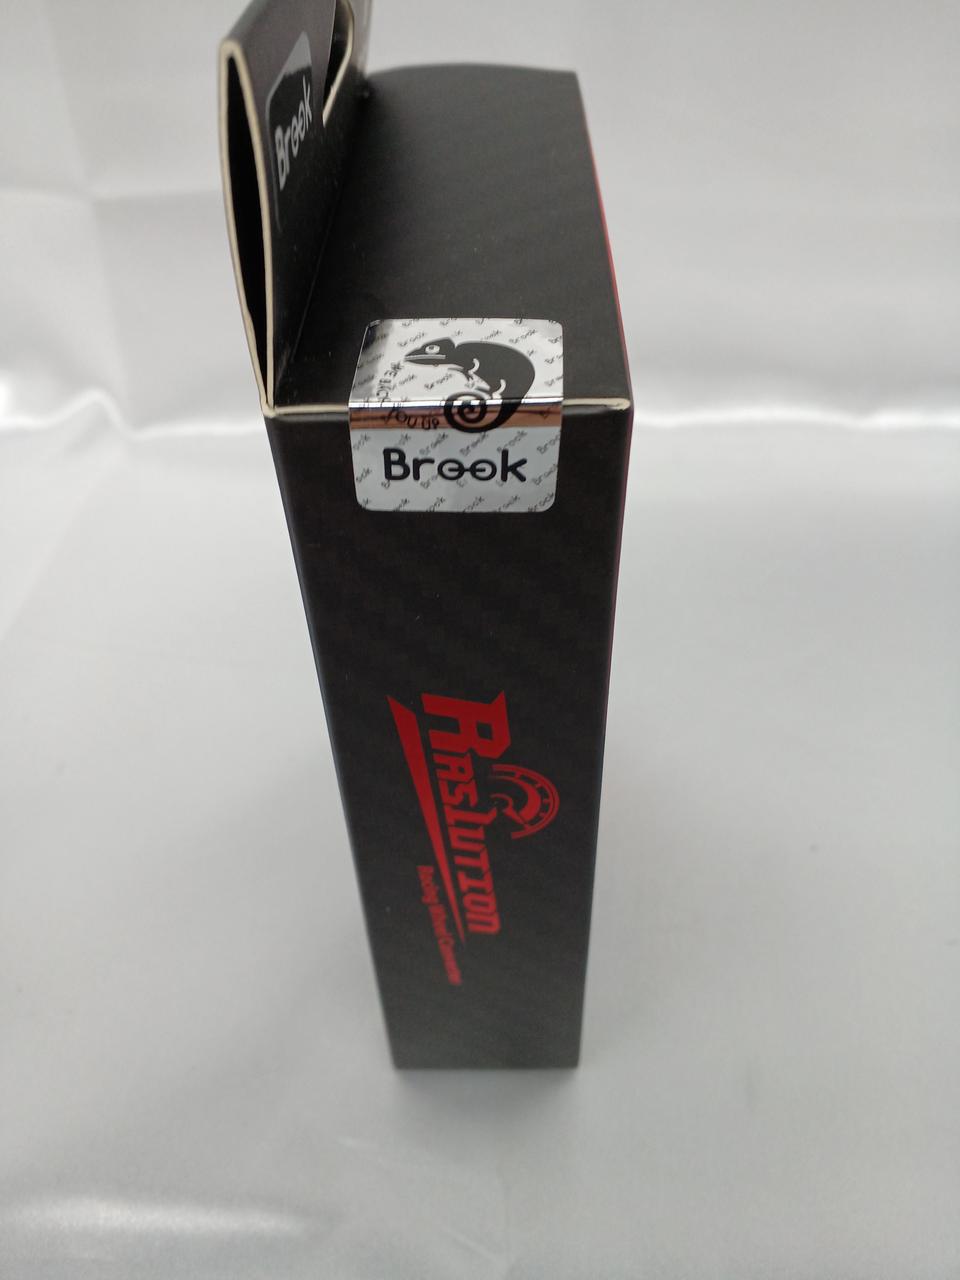 Brook
Brook
RASLUTION
Racing Wheel Converter